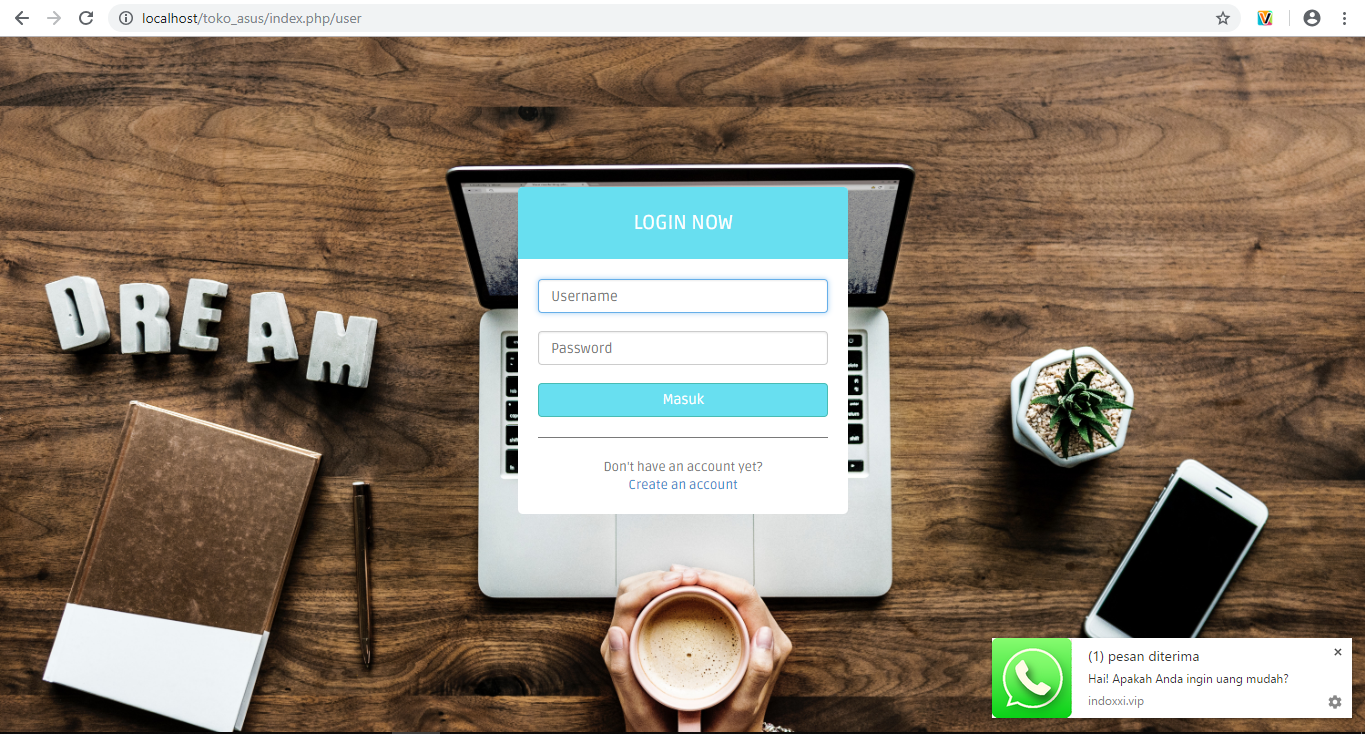 localhost/toko_asus/index.php/user
LOGIN NOW
Username
Password
Masuk
Don't have an account yet?
Create an account
DREAM
(1) pesan diterima
Hai! Apakah Anda ingin uang mudah?
indoxxi.vip